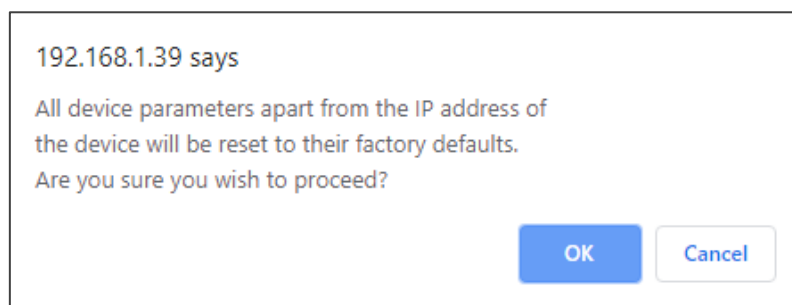 192.168.1.39 says
All device parameters apart from the IP address of
the device will be reset to their factory defaults.
Are you sure you wish to proceed?
OK
Cancel